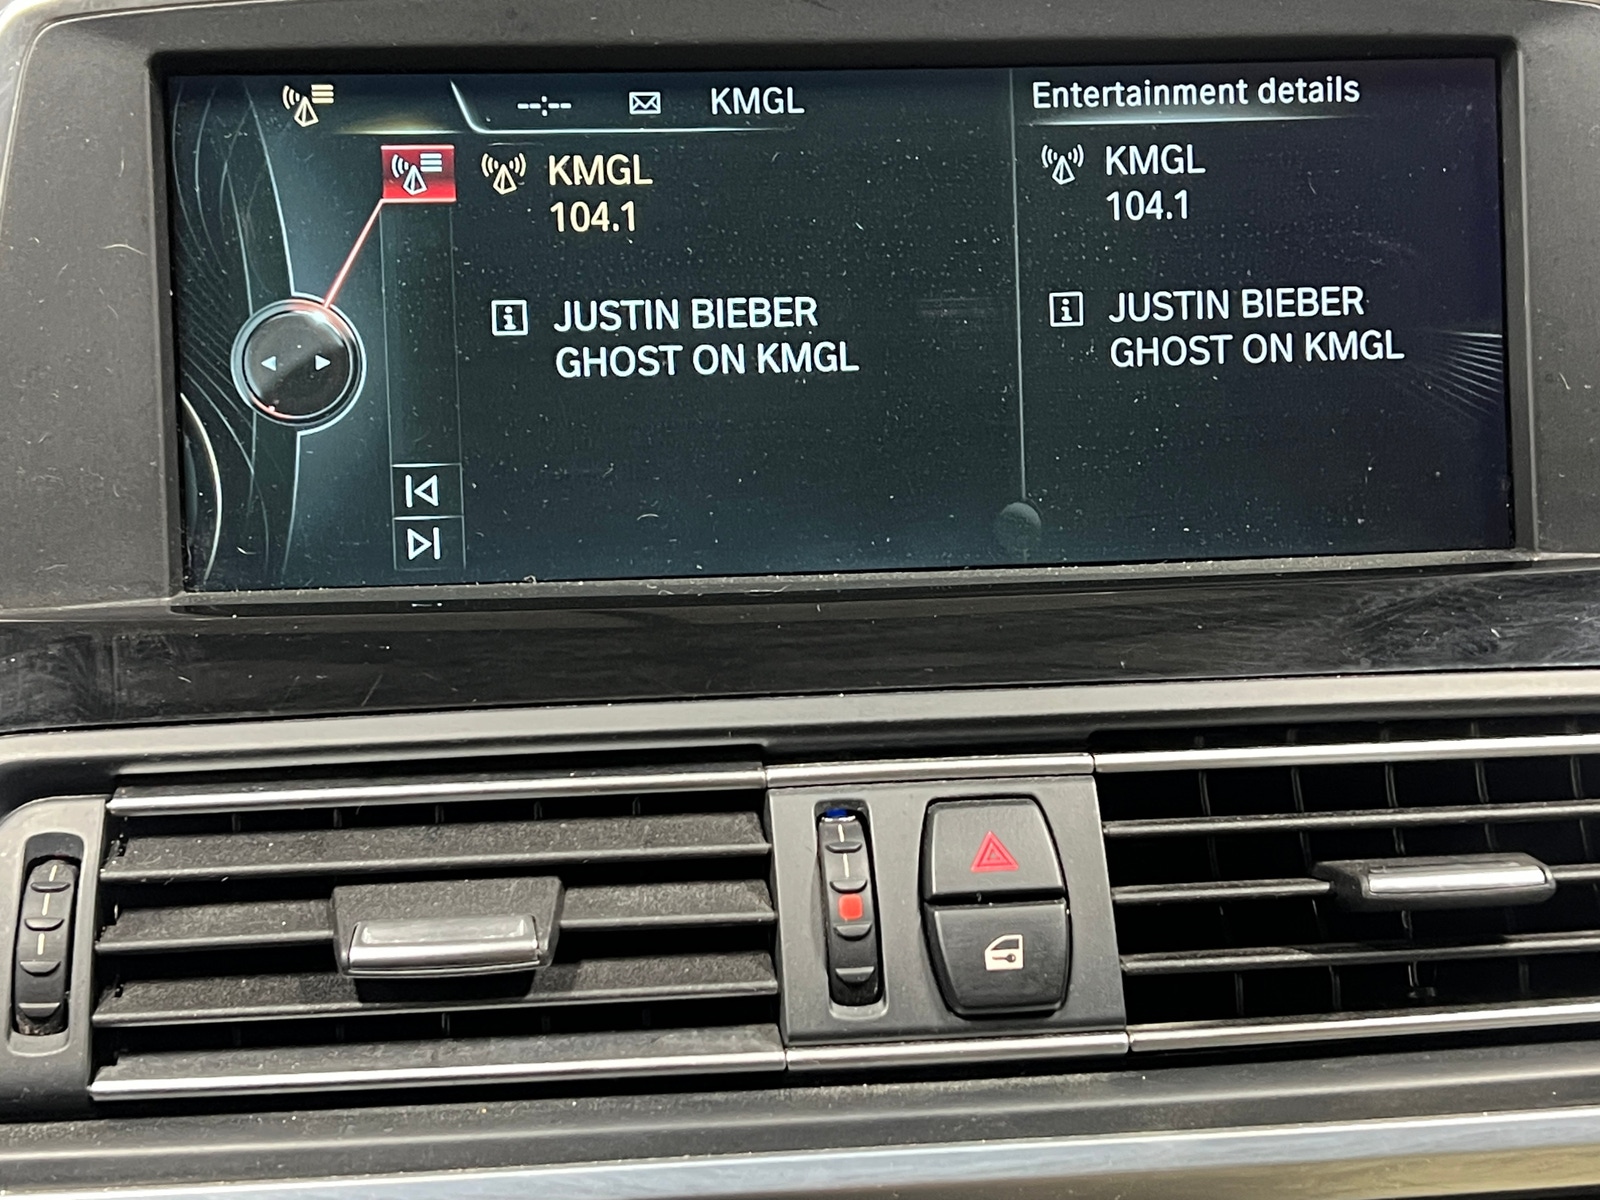 --:-- KMGL
KMGL
104.1
JUSTIN BIEBER
GHOST ON KMGL
Entertainment details
KMGL
104.1
JUSTIN BIEBER
GHOST ON KMGL